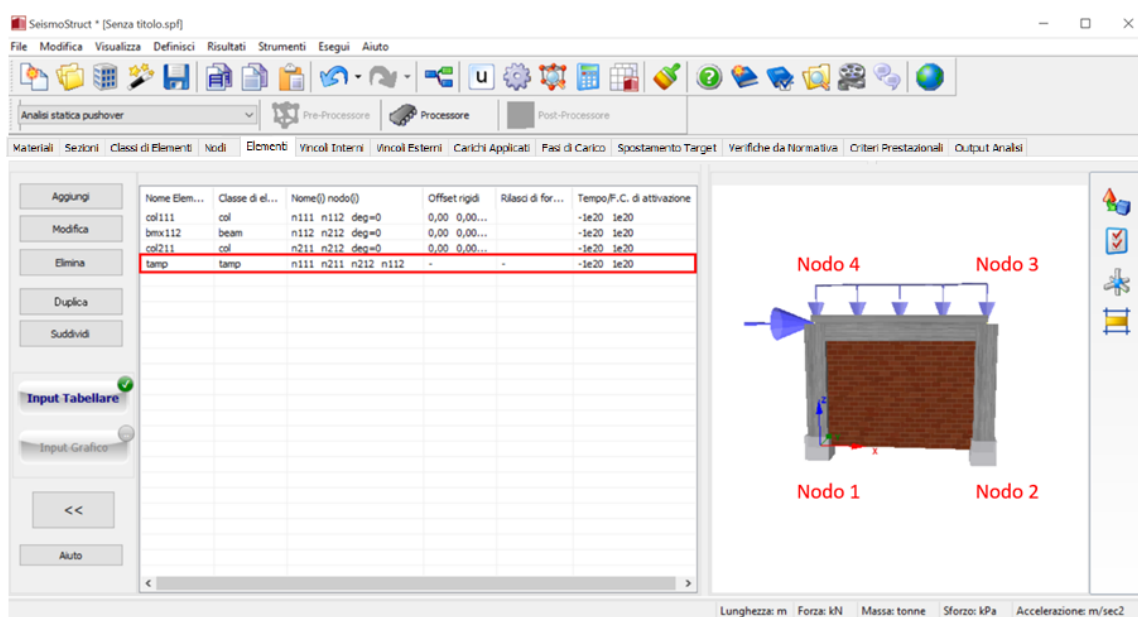 SeismoStruct * [Senza titolo.spf]
File Modifica Visualizza Definisci Risultati Strumenti Esegui Aiuto
u
Analisi statica pushover
Pre-Processore
Processore
Post-Processore
Materiali Sezioni Classi di Elementi Nodi Elementi Vincoli Interni Vincoli Esterni Carichi Applicati Fasi di Carico Spostamento Target Verifiche da Normativa Criteri Prestazionali Output Analisi
Aggiungi
Modifica
Elimina
Duplica
Suddividi
Input Tabellare
Input Grafico
<<
Aiuto
Nome Elem... Classe di el... Nome(i) nodo(i) Offset rigidi Rilasci di for... Tempo/F.C. di attivazione
col111 col n111 n112 deg=0 0,00 0,00... -1e20 1e20
bmx112 beam n112 n212 deg=0 0,00 0,00... -1e20 1e20
col211 col n211 n212 deg=0 0,00 0,00... -1e20 1e20
tamp tamp n111 n211 n212 n112 - - -1e20 1e20
Nodo 4 Nodo 3
z
x
Nodo 1 Nodo 2
Lunghezza: m Forza: kN Massa: tonne Sforzo: kPa Accelerazione: m/sec2